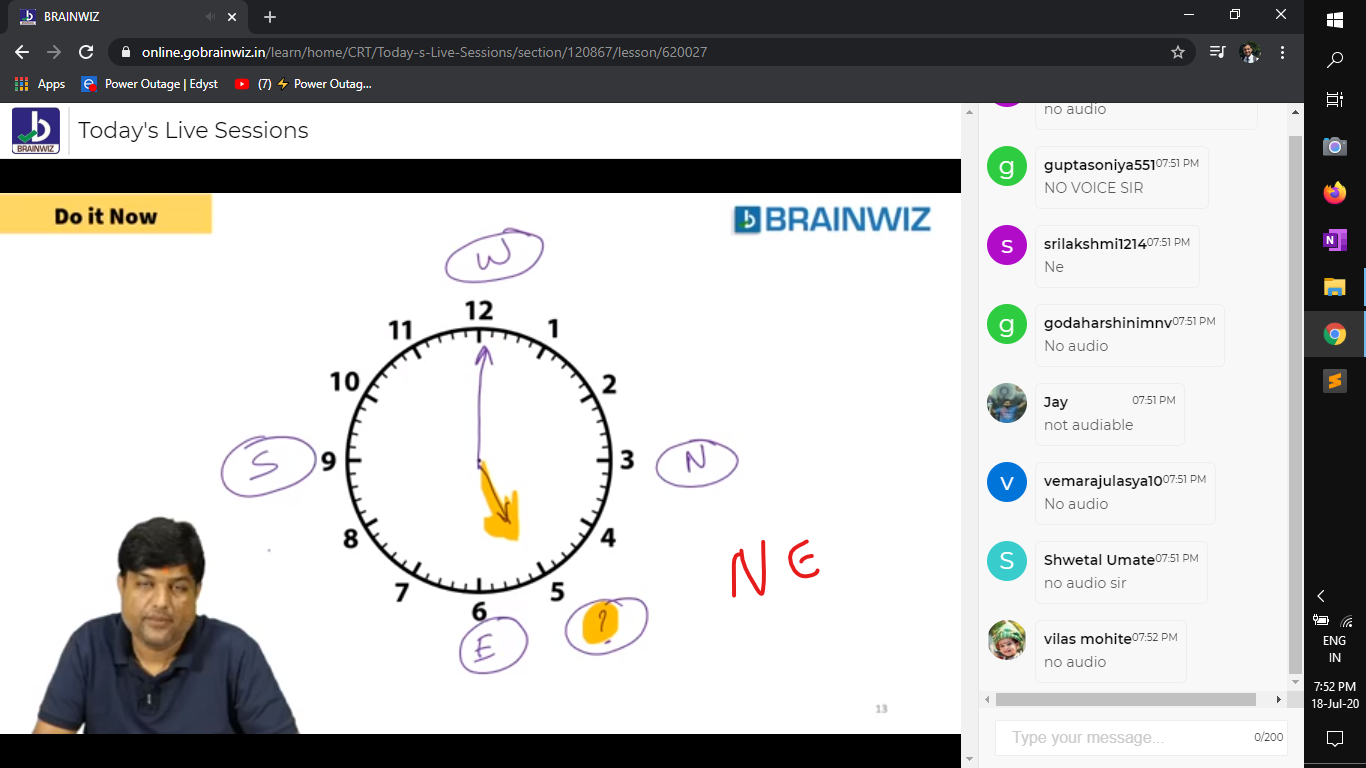 BRAINWIZ
online.gobrainwiz.in/learn/home/CRT/Today-s-Live-Sessions/section/120867/lesson/620027
Apps
Power Outage | Edyst
(7) ⚡ Power Outag...
BRAINWIZ
Today's Live Sessions
Do it Now
BRAINWIZ
W
12
11
1
10
2
S
9
3
N
8
4
7
5
6
E
?
NE
13
no audio
g
guptasoniya551 07:51 PM
NO VOICE SIR
s
srilakshmi1214 07:51 PM
Ne
g
godaharshinimnv 07:51 PM
No audio
Jay 07:51 PM
not audiable
v
vemarajulasya10 07:51 PM
No audio
S
Shwetal Umate 07:51 PM
no audio sir
vilas mohite 07:52 PM
no audio
Type your message...
0/200
ENG
IN
7:52 PM
18-Jul-20